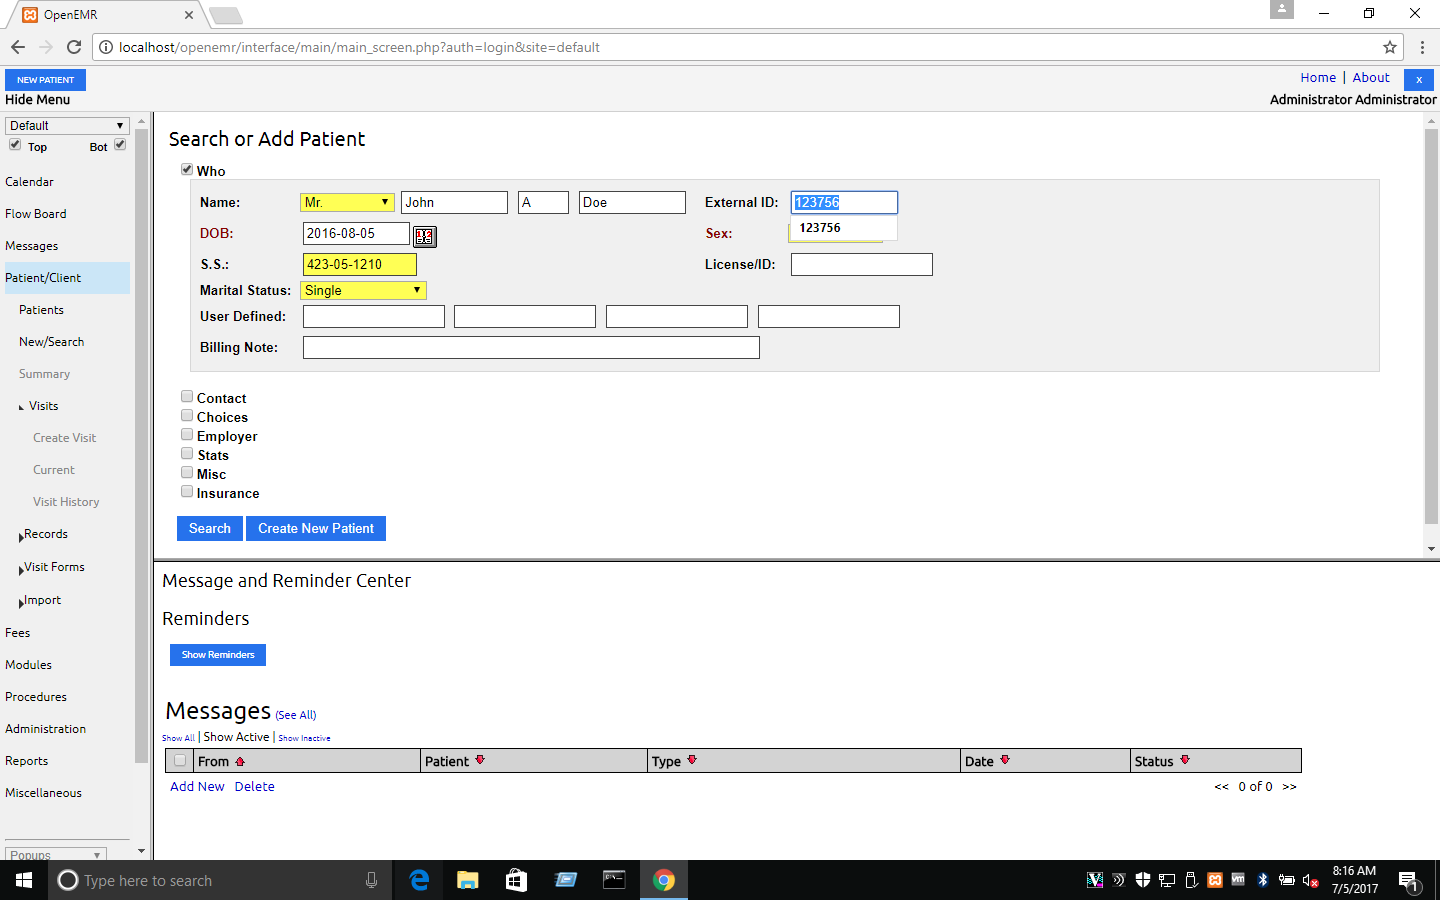 OpenEMR
localhost/openemr/interface/main/main_screen.php?auth=login&site=default
NEW PATIENT
Home | About x
Hide Menu
Administrator Administrator
Default
Top Bot
Calendar
Flow Board
Messages
Patient/Client
Patients
New/Search
Summary
Visits
Create Visit
Current
Visit History
Records
Visit Forms
Import
Fees
Modules
Procedures
Administration
Reports
Miscellaneous
Popups
Search or Add Patient
Who
Name: Mr. John A Doe External ID: 123756
123756
DOB: 2016-08-05 Sex:
S.S.: 423-05-1210 License/ID:
Marital Status: Single
User Defined:
Billing Note:
Contact
Choices
Employer
Stats
Misc
Insurance
Search Create New Patient
Message and Reminder Center
Reminders
Show Reminders
Messages (See All)
Show All | Show Active | Show Inactive
From Patient Type Date Status
Add New Delete << 0 of 0 >>
Type here to search
8:16 AM
7/5/2017
1